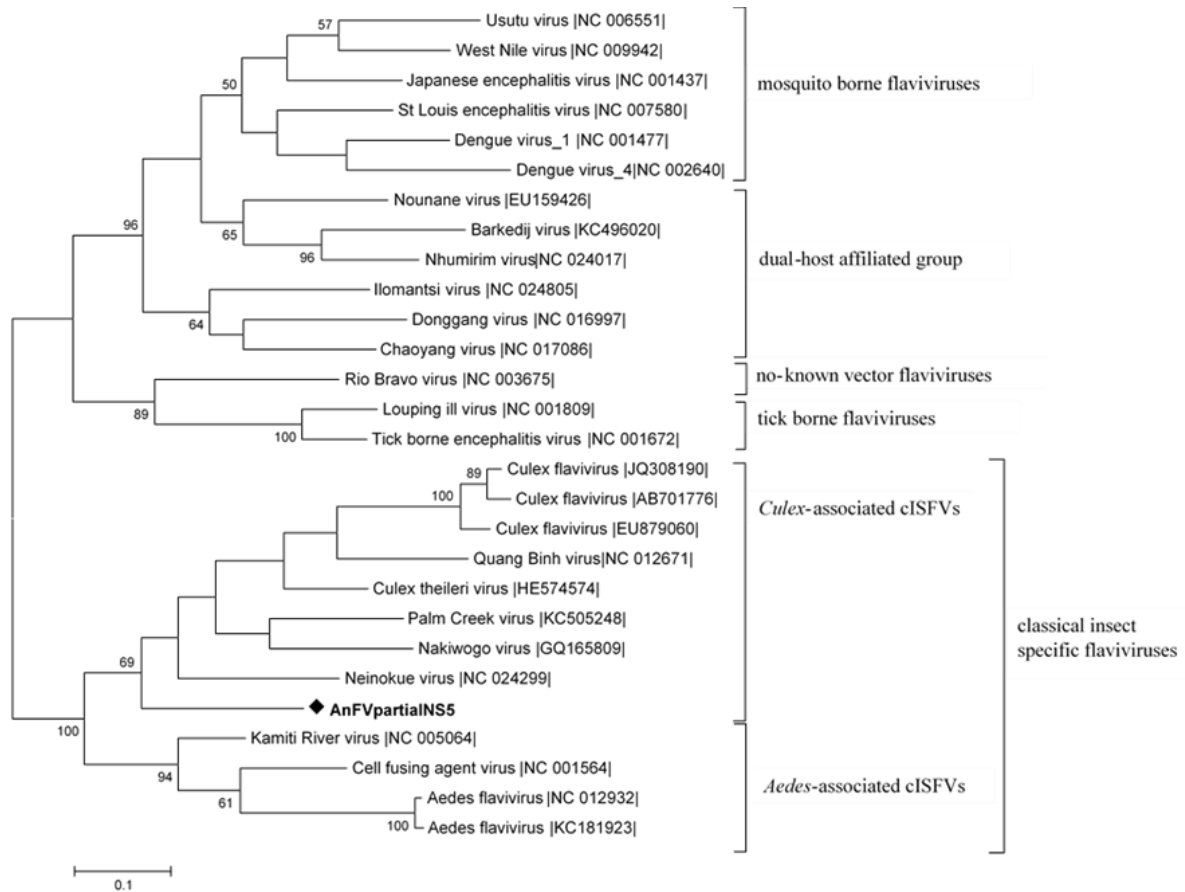 Usutu virus |NC 006551|
57
West Nile virus |NC 009942|
Japanese encephalitis virus |NC 001437|
mosquito borne flaviviruses
50
St Louis encephalitis virus |NC 007580|
Dengue virus_1 |NC 001477|
Dengue virus_4|NC 002640|
Nounane virus |EU159426|
96
Barkedij virus |KC496020|
65
Nhumirim virus|NC 024017|
96
dual-host affiliated group
Ilomantsi virus |NC 024805|
Donggang virus |NC 016997|
64
Chaoyang virus |NC 017086|
Rio Bravo virus |NC 003675|
no-known vector flaviviruses
Louping ill virus |NC 001809|
89
tick borne flaviviruses
100
Tick borne encephalitis virus |NC 001672|
Culex flavivirus |JQ308190|
89
Culex flavivirus |AB701776|
100
Culex-associated cISFVs
Culex flavivirus |EU879060|
Quang Binh virus|NC 012671|
Culex theileri virus |HE574574|
Palm Creek virus |KC505248|
classical insect
specific flaviviruses
Nakiwogo virus |GQ165809|
69
Neinokue virus |NC 024299|
AnFVpartialNS5
100
Kamiti River virus |NC 005064|
94
Cell fusing agent virus |NC 001564|
Aedes-associated cISFVs
61
Aedes flavivirus |NC 012932|
100
Aedes flavivirus |KC181923|
0.1